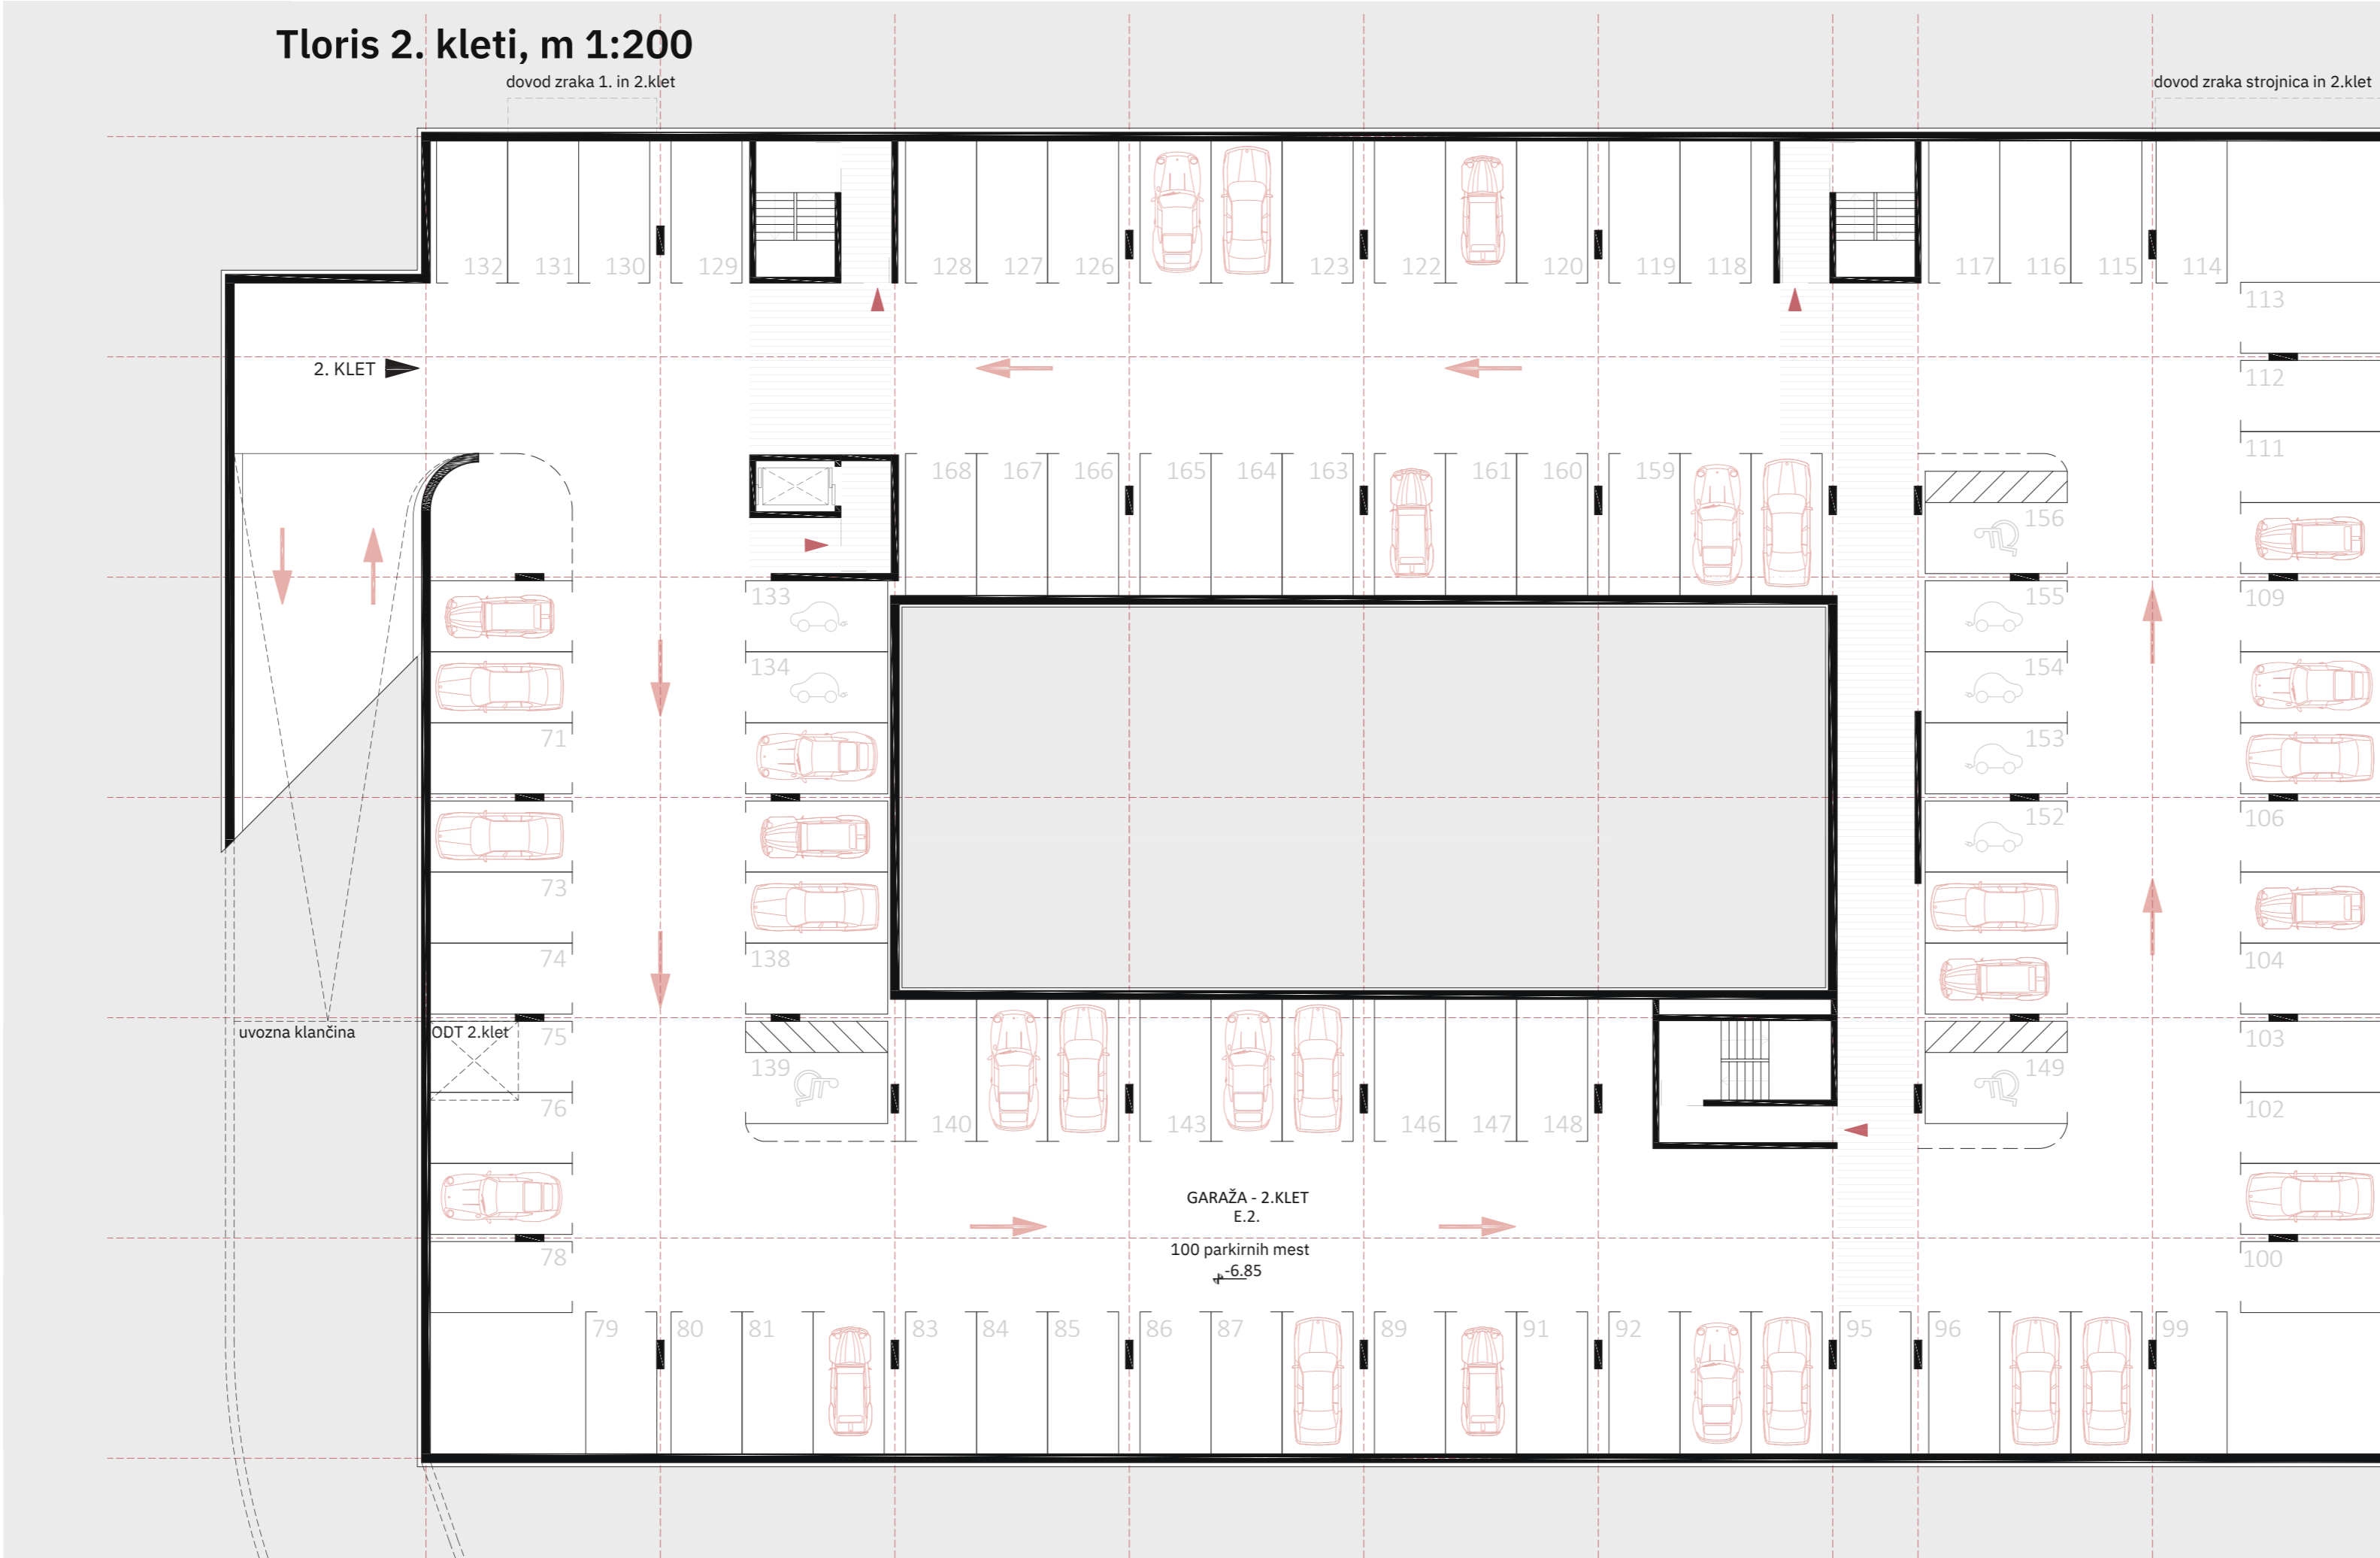 Tloris 2. kleti, m 1:200
dovod zraka 1. in 2.klet
dovod zraka strojnica in 2.klet
132 131 130 129 128 127 126 123 122 120 119 118 117 116 115 114
113
2. KLET
112
111
168 167 166 165 164 163 161 160 159
156
133 155 109
134 154
71 153
152 106
73
74 138 104
uvozna klančina
ODT 2.klet
75 103
139 149
76 140 143 146 147 148 102
GARAŽA - 2.KLET
E.2.
100 parkirnih mest
-6.85
78 100
79 80 81 83 84 85 86 87 89 91 92 95 96 99